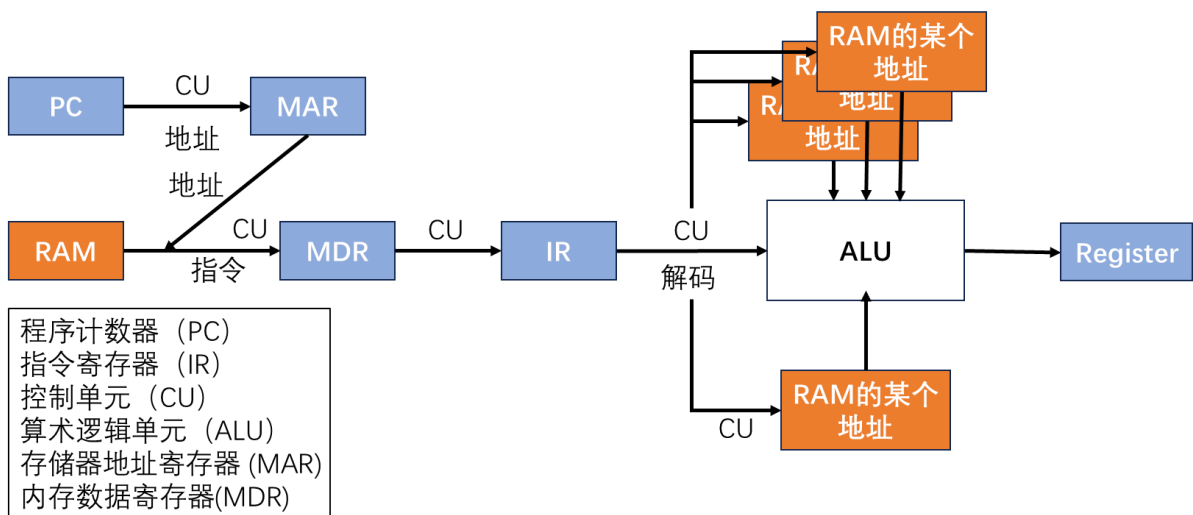 RAM的某个
地址
RA
地址
RA
地址
CU
PC
MAR
地址
地址
CU
CU
CU
RAM
MDR
IR
ALU
Register
指令
解码
程序计数器（PC）
指令寄存器（IR）
控制单元（CU）
算术逻辑单元（ALU）
存储器地址寄存器 (MAR)
内存数据寄存器(MDR)
RAM的某个
地址
CU